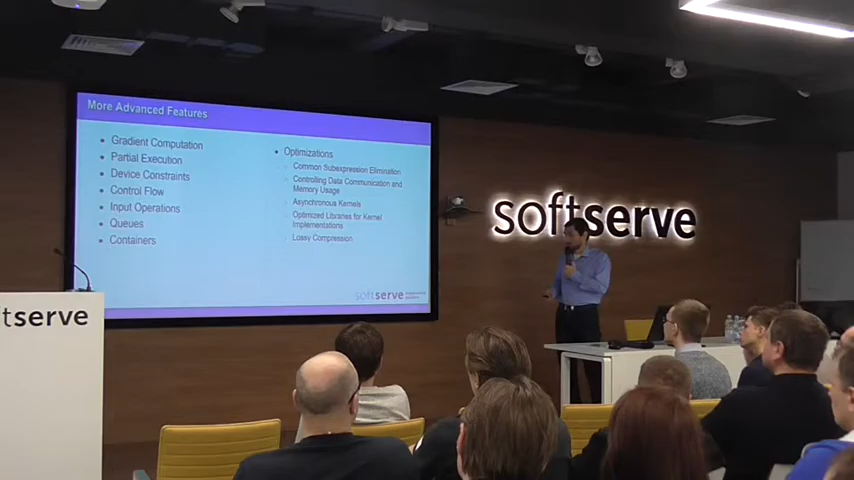 More Advanced Features
• Gradient Computation
• Partial Execution
• Device Constraints
• Control Flow
• Input Operations
• Queues
• Containers
• Optimizations
- Common Subexpression Elimination
- Controlling Data Communication and
Memory Usage
- Asynchronous Kernels
- Optimized Libraries for Kernel
Implementations
- Lossy Compression
softserve
softserve
tserve